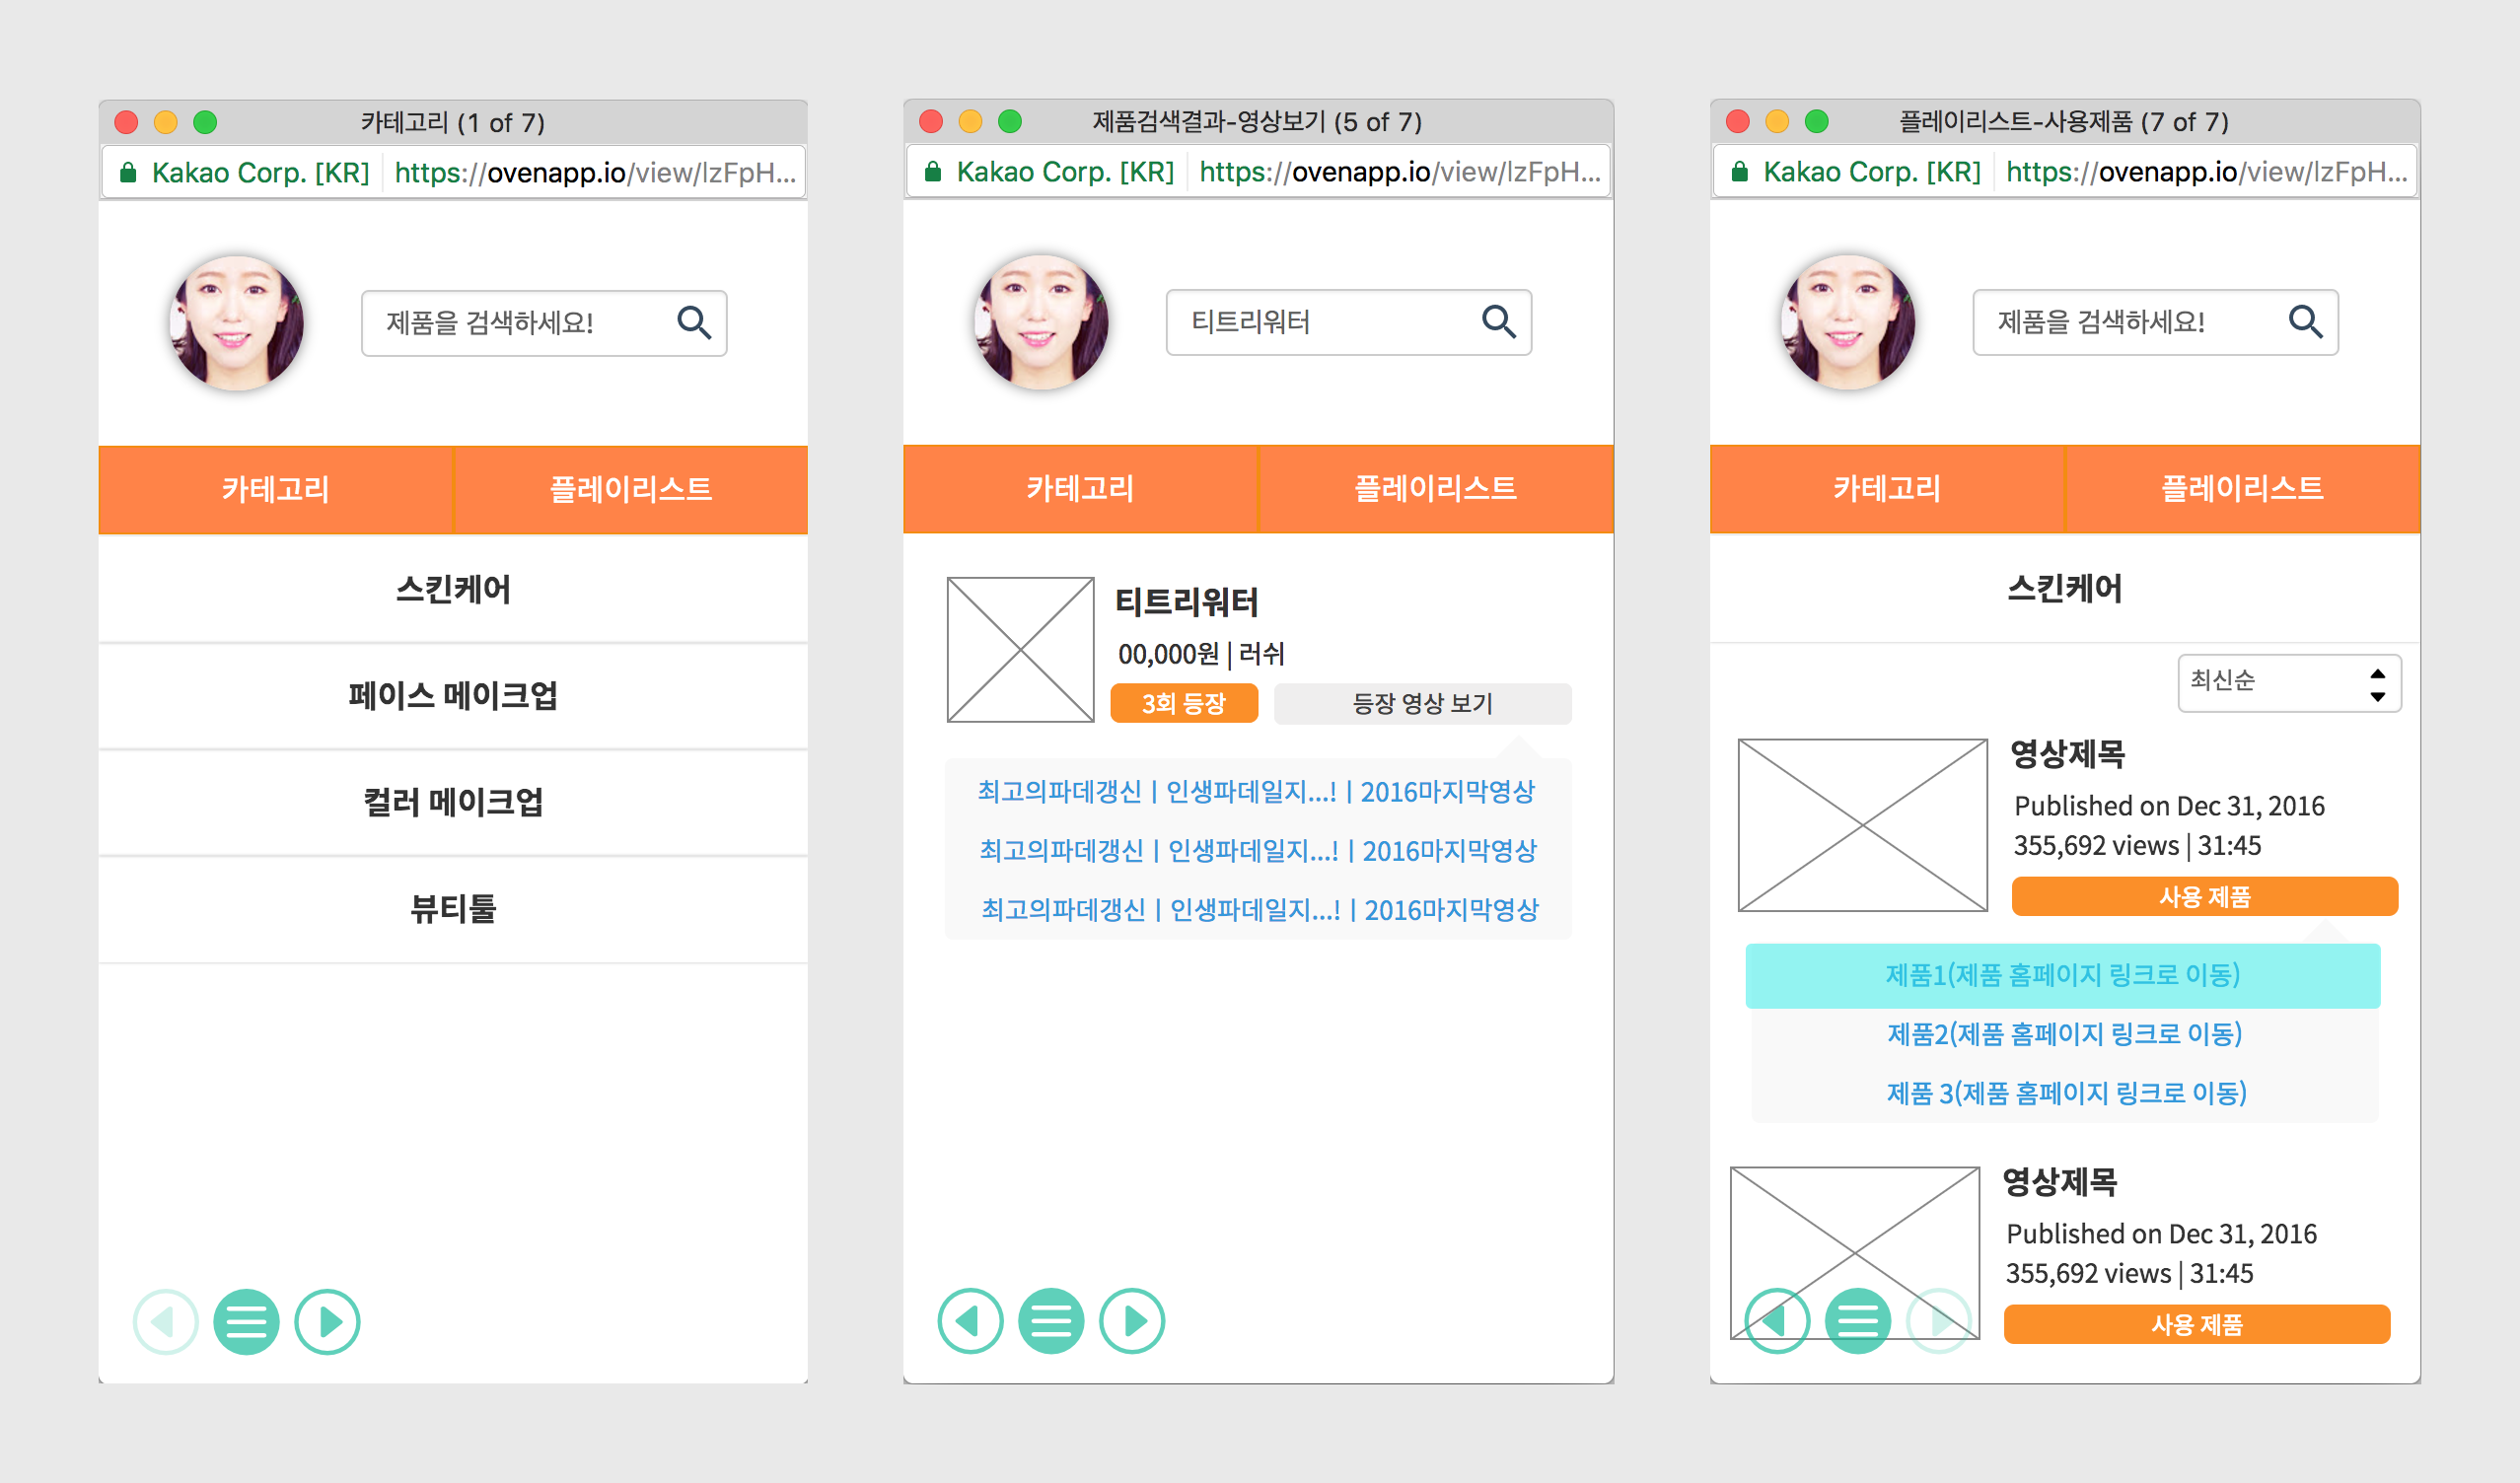 카테고리 (1 of 7)
Kakao Corp. [KR] https://ovenapp.io/view/lzFpH...
제품을 검색하세요!
카테고리 플레이리스트
스킨케어
페이스 메이크업
컬러 메이크업
뷰티툴
제품검색결과-영상보기 (5 of 7)
Kakao Corp. [KR] https://ovenapp.io/view/lzFpH...
티트리워터
카테고리 플레이리스트
티트리워터
00,000원 | 러쉬
3회 등장 등장 영상 보기
최고의파데갱신 | 인생파데일지...! | 2016마지막영상
최고의파데갱신 | 인생파데일지...! | 2016마지막영상
최고의파데갱신 | 인생파데일지...! | 2016마지막영상
플레이리스트-사용제품 (7 of 7)
Kakao Corp. [KR] https://ovenapp.io/view/lzFpH...
제품을 검색하세요!
카테고리 플레이리스트
스킨케어
최신순
영상제목
Published on Dec 31, 2016
355,692 views | 31:45
사용 제품
제품1(제품 홈페이지 링크로 이동)
제품2(제품 홈페이지 링크로 이동)
제품 3(제품 홈페이지 링크로 이동)
영상제목
Published on Dec 31, 2016
355,692 views | 31:45
사용 제품